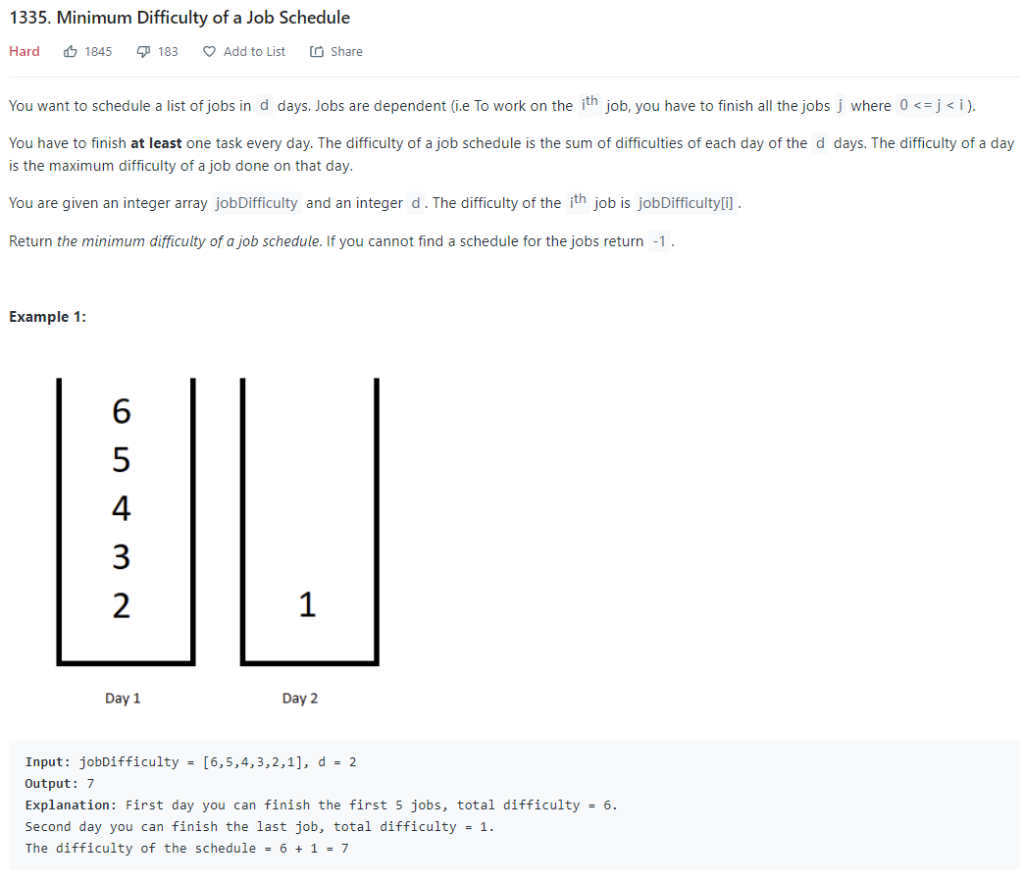 1335. Minimum Difficulty of a Job Schedule
Hard 1845 183 Add to List Share
You want to schedule a list of jobs in d days. Jobs are dependent (i.e To work on the ith job, you have to finish all the jobs j where 0 <= j < i).
You have to finish at least one task every day. The difficulty of a job schedule is the sum of difficulties of each day of the d days. The difficulty of a day
is the maximum difficulty of a job done on that day.
You are given an integer array jobDifficulty and an integer d. The difficulty of the ith job is jobDifficulty[i].
Return the minimum difficulty of a job schedule. If you cannot find a schedule for the jobs return -1.
Example 1:
6
5
4
3
2 1
Day 1 Day 2
Input: jobDifficulty = [6,5,4,3,2,1], d = 2
Output: 7
Explanation: First day you can finish the first 5 jobs, total difficulty = 6.
Second day you can finish the last job, total difficulty = 1.
The difficulty of the schedule = 6 + 1 = 7